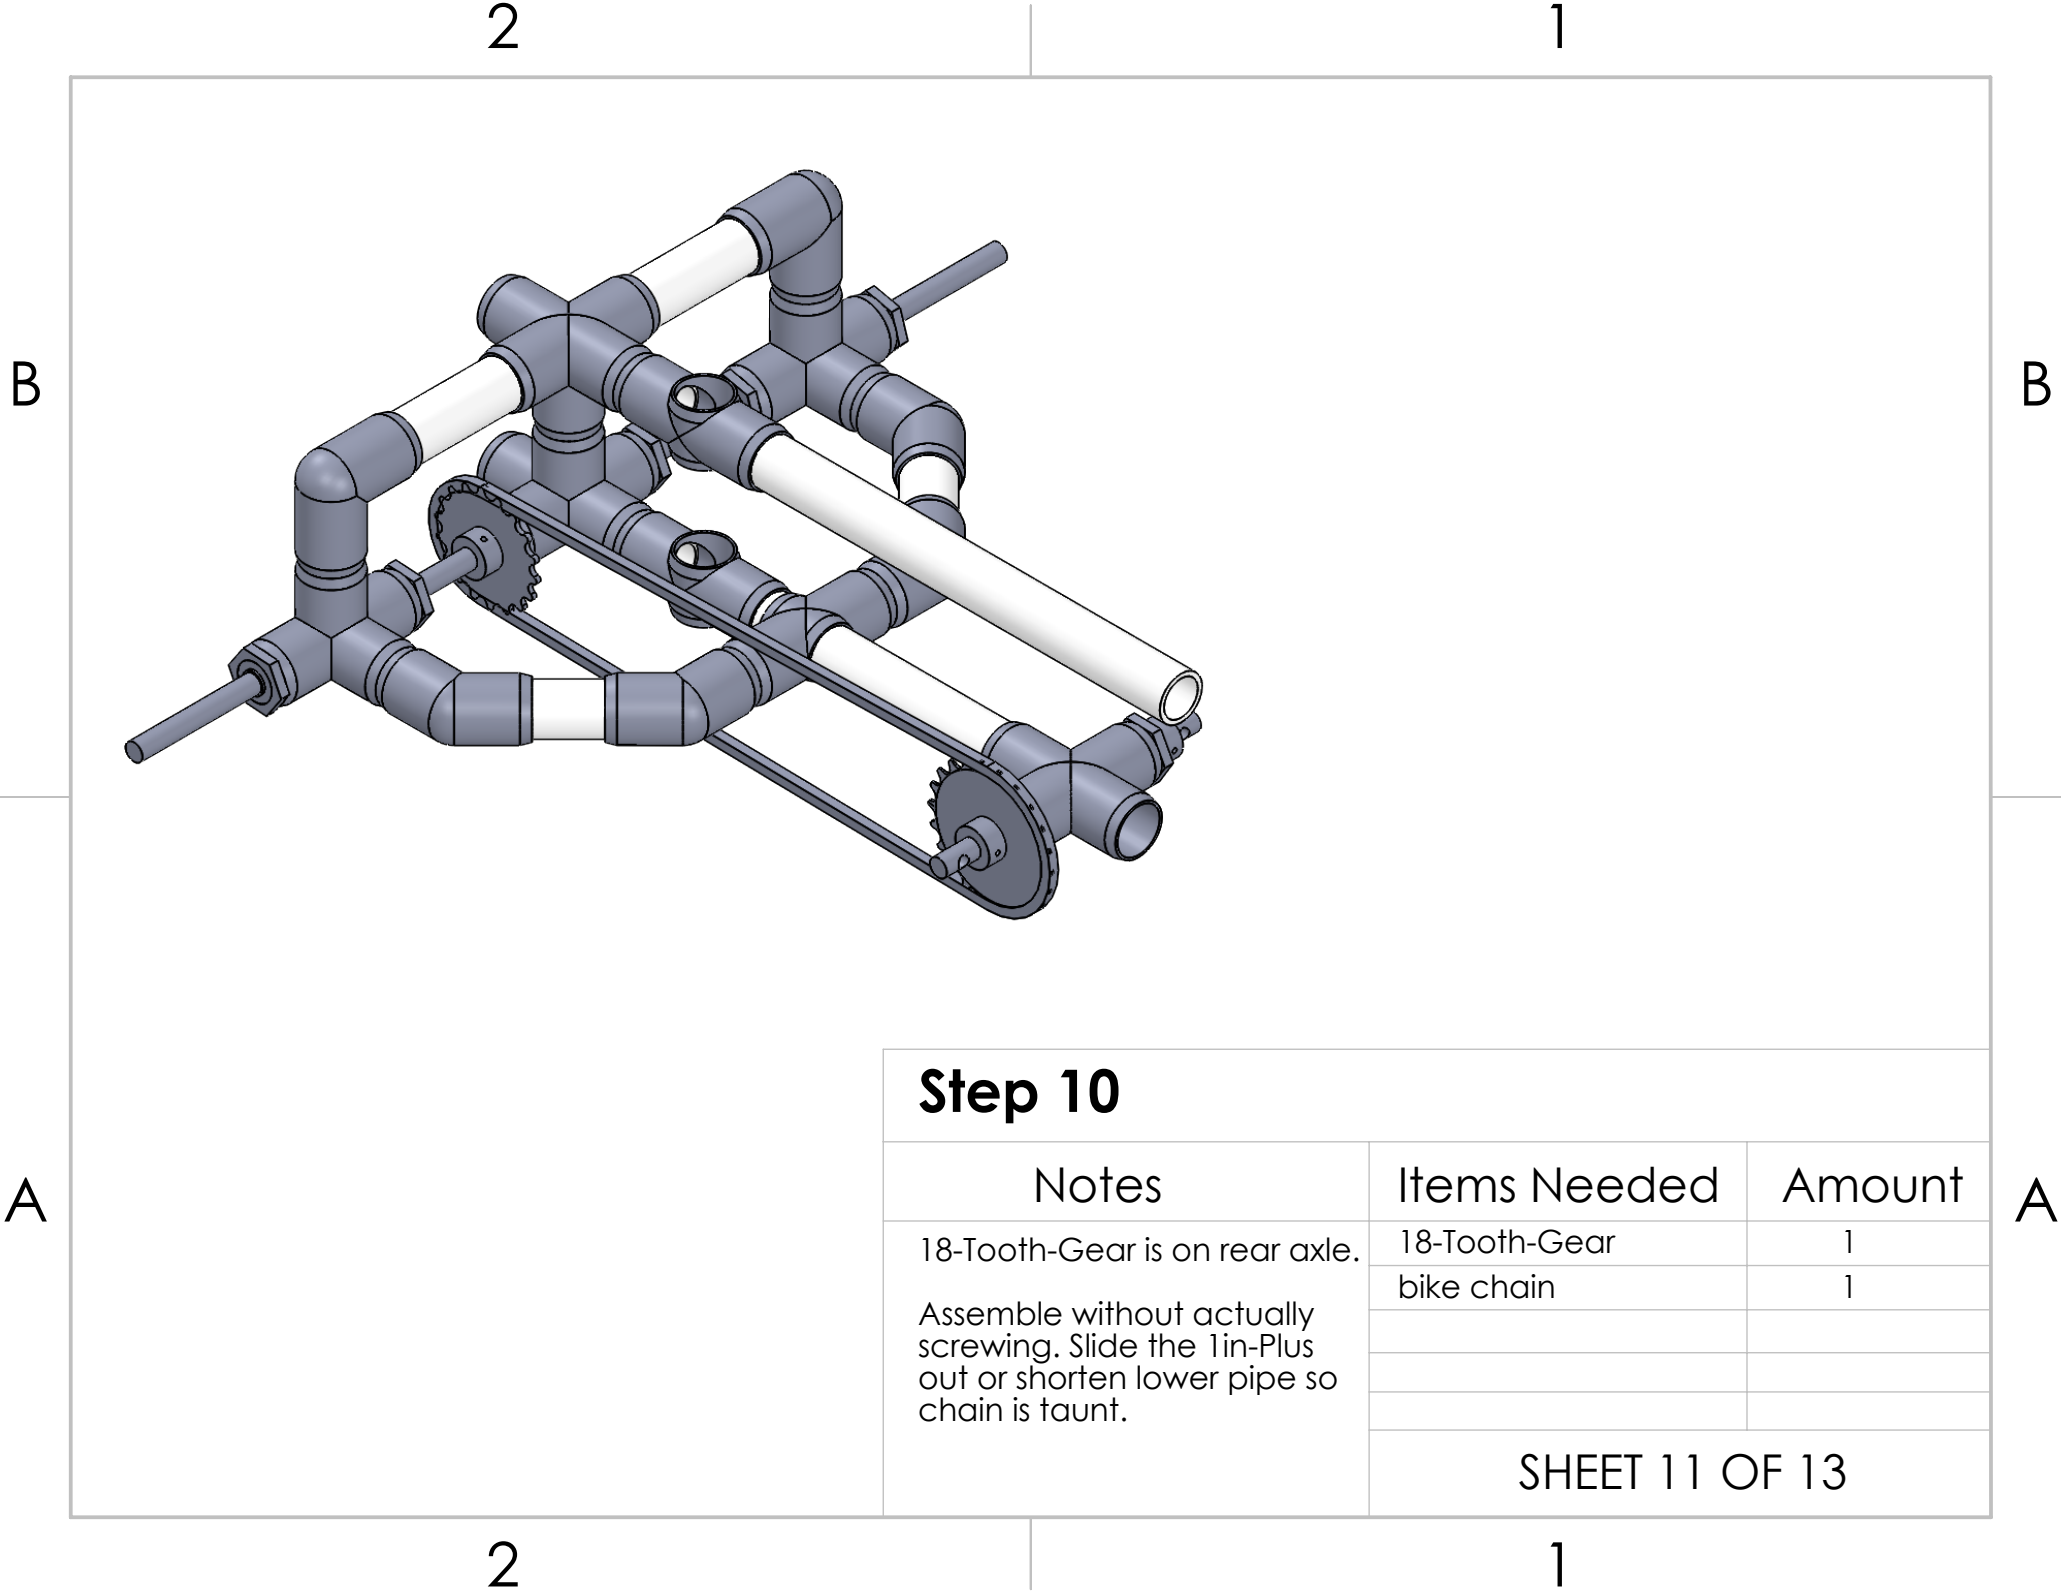 2 1
B B
A A
Step 10
Notes Items Needed Amount
18-Tooth-Gear is on rear axle.
Assemble without actually
screwing. Slide the 1in-Plus
out or shorten lower pipe so
chain is taunt.
18-Tooth-Gear 1
bike chain 1
SHEET 11 OF 13
2 1